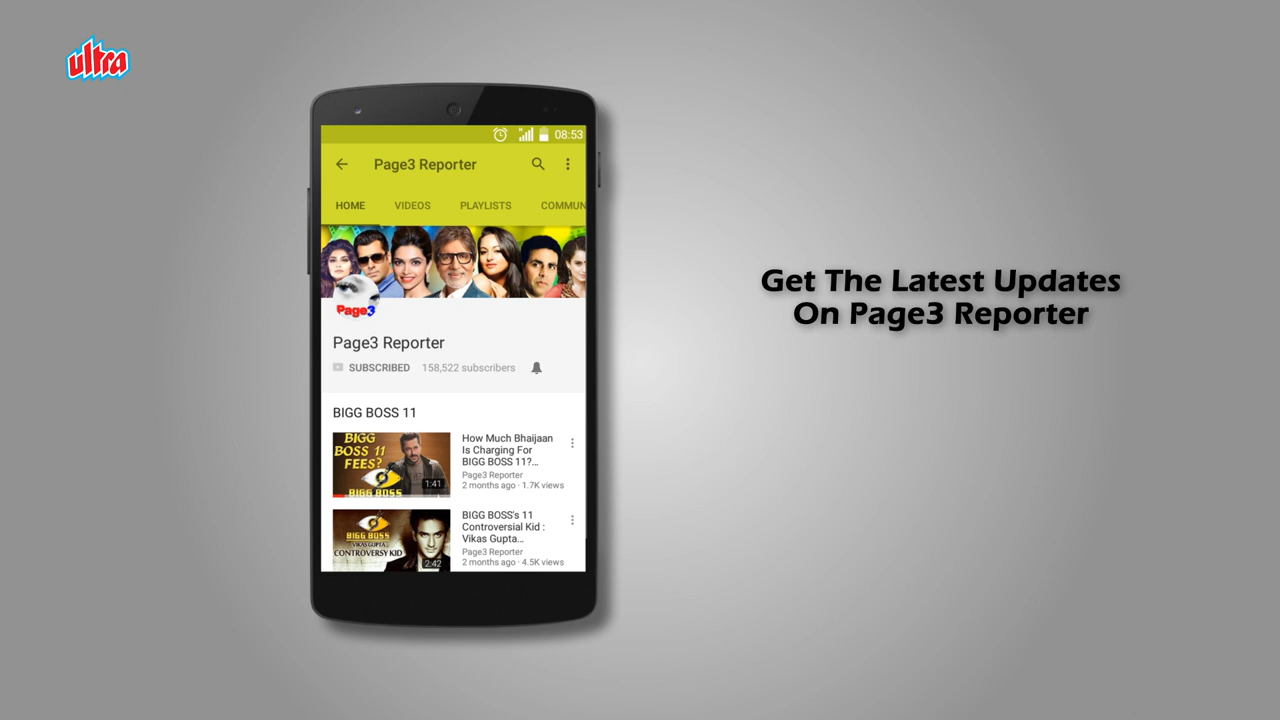 ultra
08:53
Page3 Reporter
HOME VIDEOS PLAYLISTS COMMUN
Page3
Page3 Reporter
SUBSCRIBED 158,522 subscribers
BIGG BOSS 11
BIGG
BOSS 11
FEES?
BIGG BOSS
1:41
How Much Bhaijaan
Is Charging For
BIGG BOSS 11?...
Page3 Reporter
2 months ago · 1.7K views
BIGG BOSS
VIKAS GUPTA
CONTROVERSY KID
2:42
BIGG BOSS's 11
Controversial Kid :
Vikas Gupta...
Page3 Reporter
2 months ago · 4.5K views
Get The Latest Updates
On Page3 Reporter